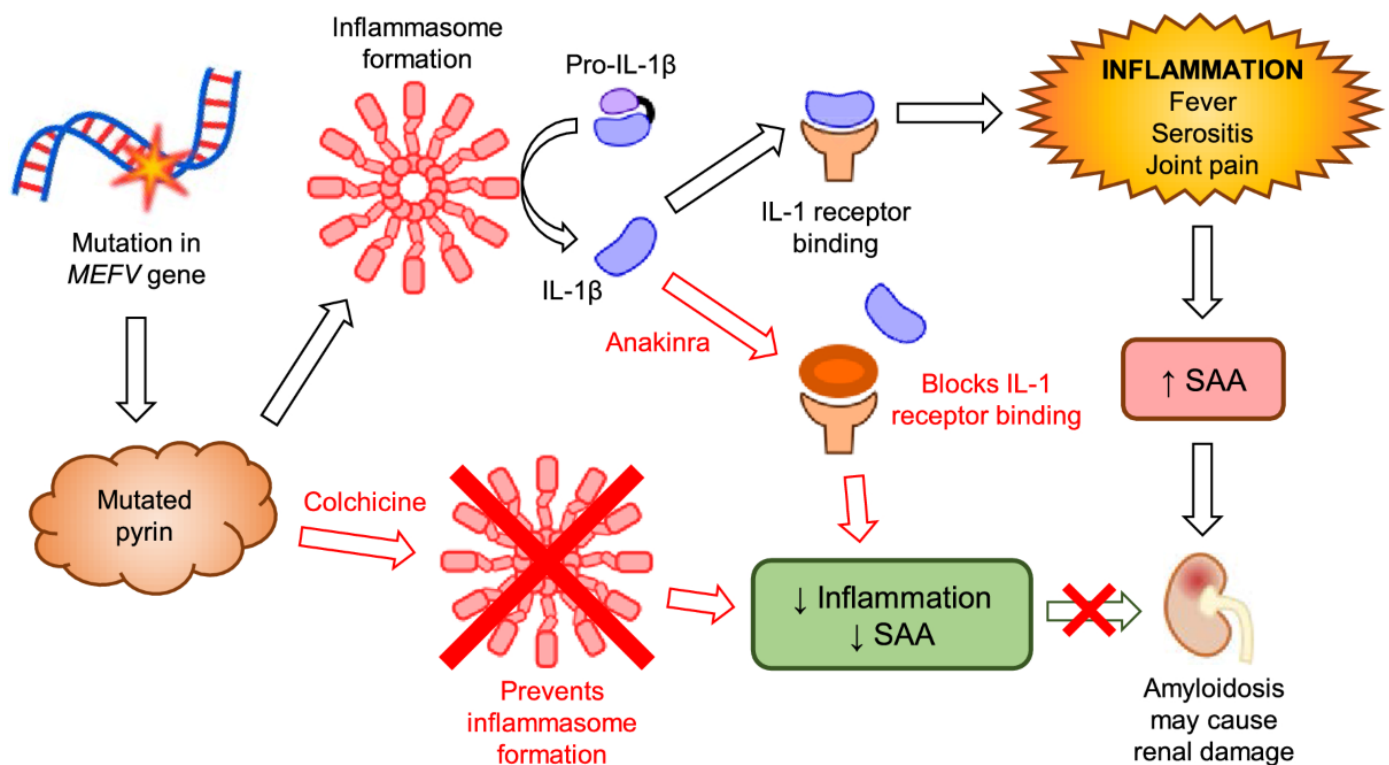 Inflammasome
formation
Pro-IL-1β
INFLAMMATION
Fever
Serositis
Joint pain
Mutation in
MEFV gene
IL-1β
IL-1 receptor
binding
Anakinra
Blocks IL-1
receptor binding
↑ SAA
Mutated
pyrin
Colchicine
↓ Inflammation
↓ SAA
Prevents
inflammasome
formation
Amyloidosis
may cause
renal damage